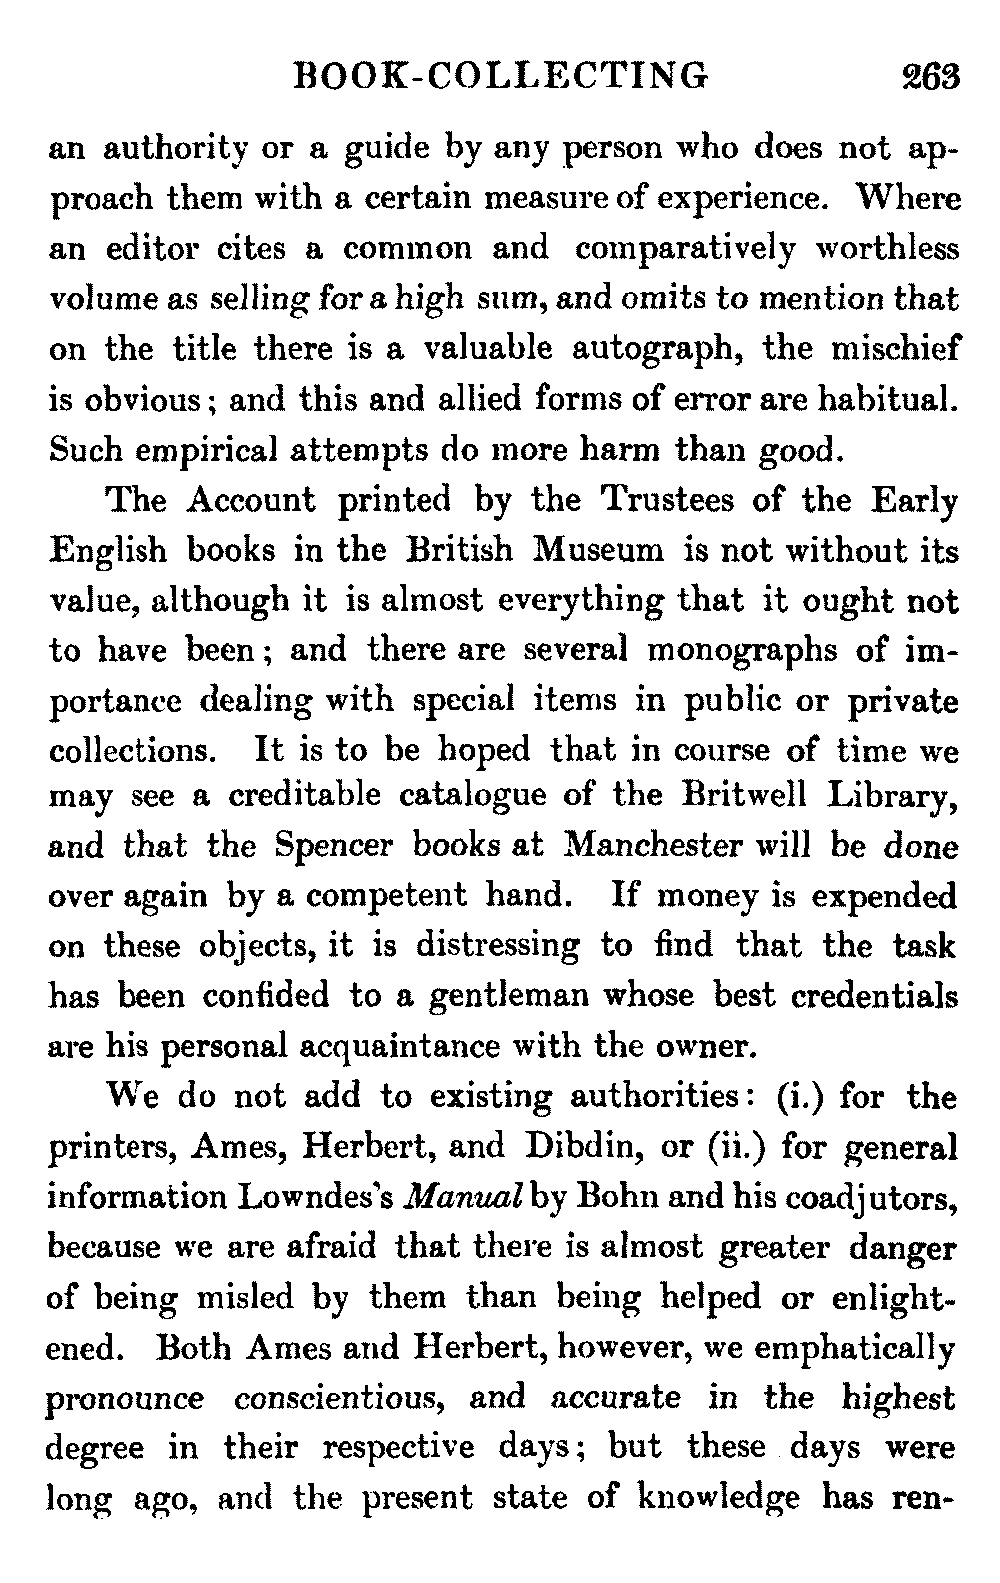 BOOK-COLLECTING 263
an authority or a guide by any person who does not ap-
proach them with a certain measure of experience. Where
an editor cites a common and comparatively worthless
volume as selling for a high sum, and omits to mention that
on the title there is a valuable autograph, the mischief
is obvious; and this and allied forms of error are habitual.
Such empirical attempts do more harm than good.
The Account printed by the Trustees of the Early
English books in the British Museum is not without its
value, although it is almost everything that it ought not
to have been; and there are several monographs of im-
portance dealing with special items in public or private
collections. It is to be hoped that in course of time we
may see a creditable catalogue of the Britwell Library,
and that the Spencer books at Manchester will be done
over again by a competent hand. If money is expended
on these objects, it is distressing to find that the task
has been confided to a gentleman whose best credentials
are his personal acquaintance with the owner.
We do not add to existing authorities: (i.) for the
printers, Ames, Herbert, and Dibdin, or (ii.) for general
information Lowndes's Manual by Bohn and his coadjutors,
because we are afraid that there is almost greater danger
of being misled by them than being helped or enlight-
ened. Both Ames and Herbert, however, we emphatically
pronounce conscientious, and accurate in the highest
degree in their respective days; but these days were
long ago, and the present state of knowledge has ren-